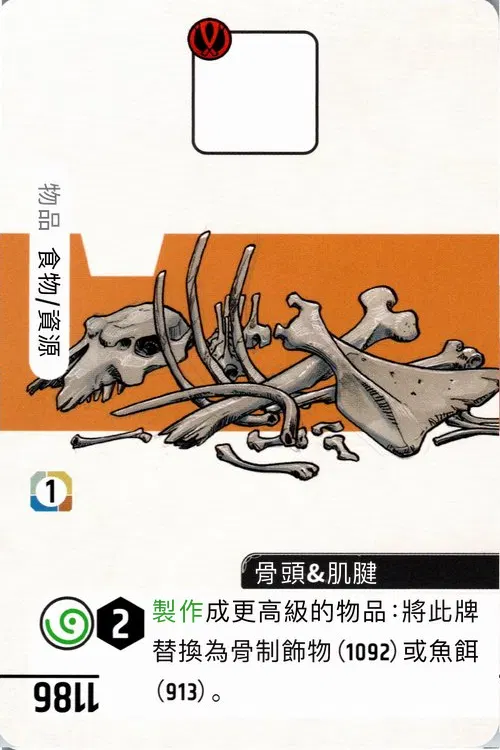 物品 食物/資源
1
骨頭&肌腱
2
製作成更高級的物品:將此牌
替換為骨制飾物(1092)或魚餌
(913)。
1186